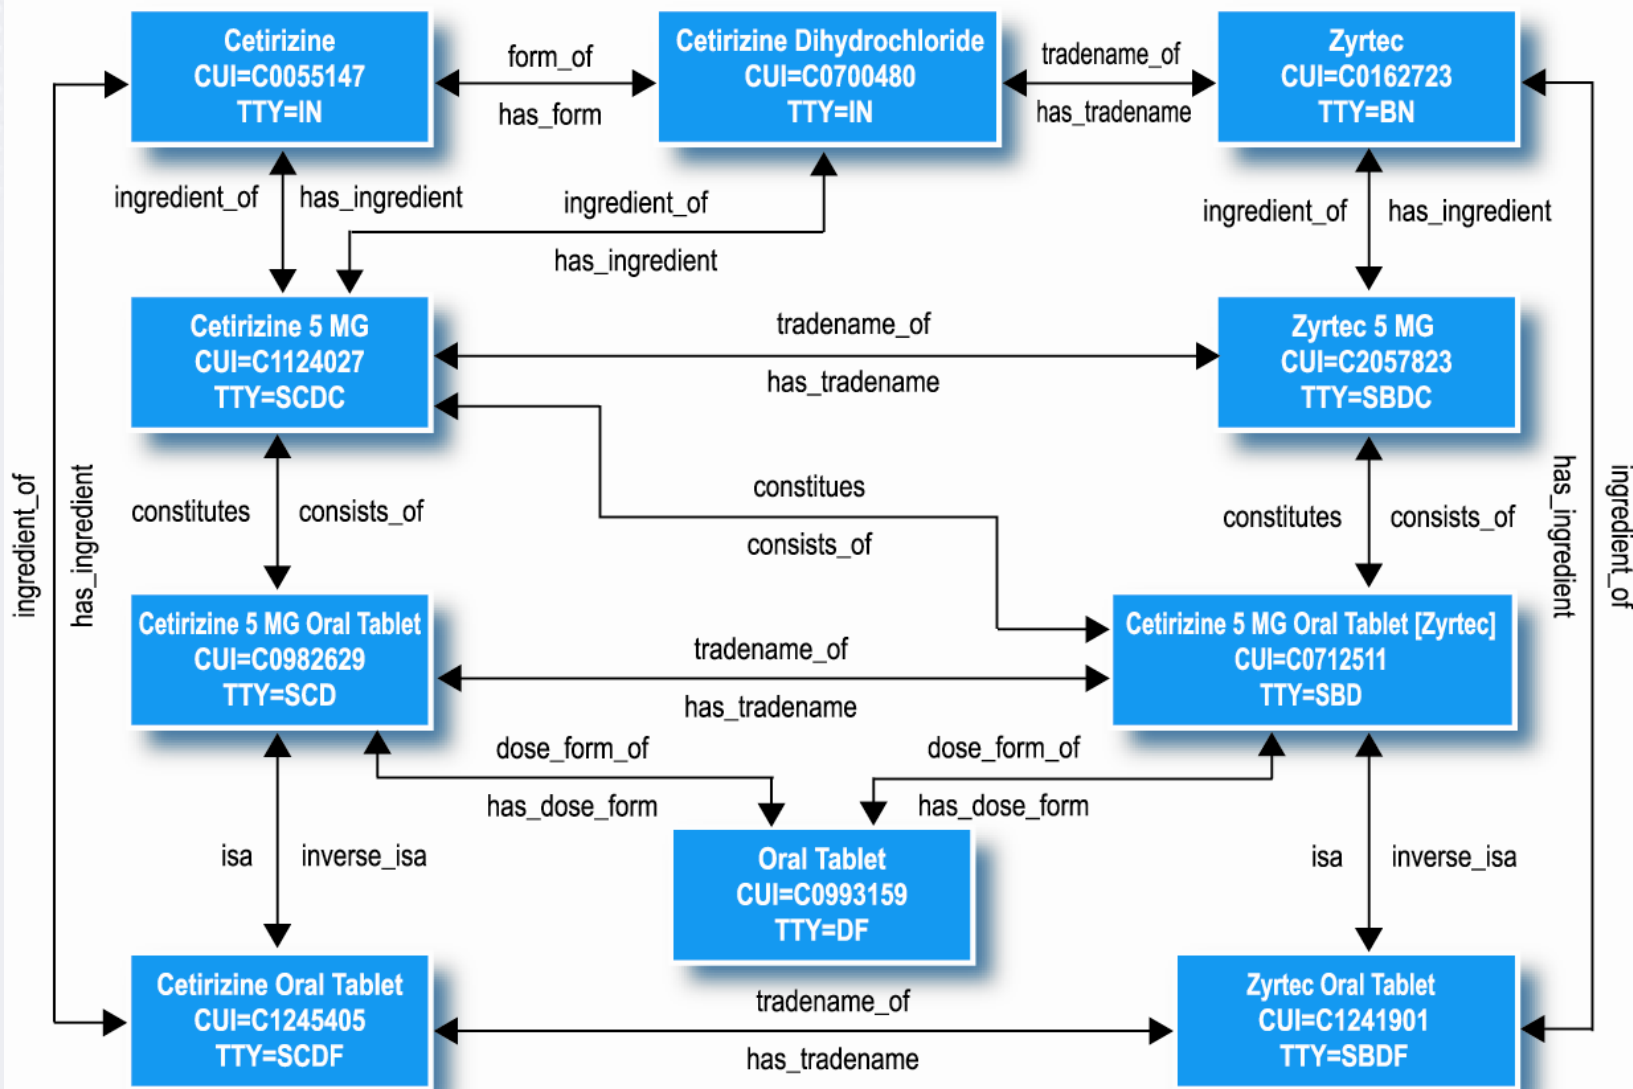 Cetirizine
CUI=C0055147
TTY=IN
form_of
has_form
Cetirizine Dihydrochloride
CUI=C0700480
TTY=IN
tradename_of
has_tradename
Zyrtec
CUI=C0162723
TTY=BN
ingredient_of
has_ingredient
ingredient_of
has_ingredient
ingredient_of
has_ingredient
Cetirizine 5 MG
CUI=C1124027
TTY=SCDC
tradename_of
has_tradename
Zyrtec 5 MG
CUI=C2057823
TTY=SBDC
ingredient_of
has_ingredient
constitutes
consists_of
constitues
consists_of
constitutes
consists_of
has_ingredient
ingredient_of
Cetirizine 5 MG Oral Tablet
CUI=C0982629
TTY=SCD
tradename_of
has_tradename
Cetirizine 5 MG Oral Tablet [Zyrtec]
CUI=C0712511
TTY=SBD
dose_form_of
has_dose_form
dose_form_of
has_dose_form
isa
inverse_isa
Oral Tablet
CUI=C0993159
TTY=DF
isa
inverse_isa
Cetirizine Oral Tablet
CUI=C1245405
TTY=SCDF
tradename_of
has_tradename
Zyrtec Oral Tablet
CUI=C1241901
TTY=SBDF